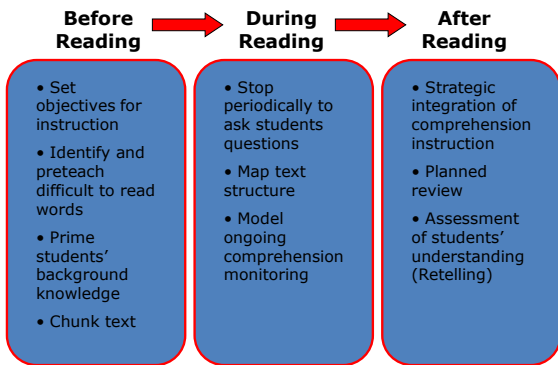 Before
Reading
During
Reading
After
Reading
• Set
objectives for
instruction
• Identify and
preteach
difficult to read
words
• Prime
students'
background
knowledge
• Chunk text
• Stop
periodically to
ask students
questions
• Map text
structure
• Model
ongoing
comprehension
monitoring
• Strategic
integration of
comprehension
instruction
• Planned
review
• Assessment
of students'
understanding
(Retelling)